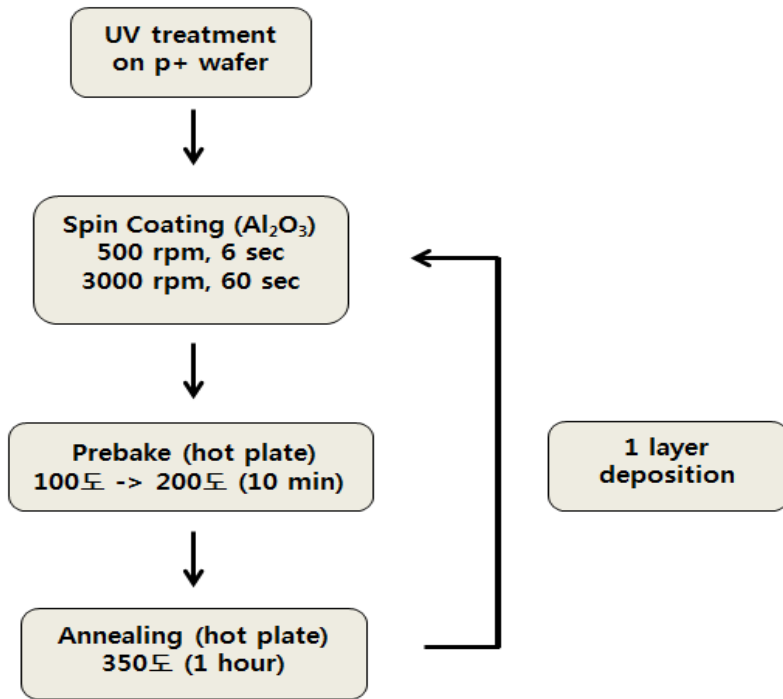 UV treatment
on p+ wafer
Spin Coating (Al₂O₃)
500 rpm, 6 sec
3000 rpm, 60 sec
Prebake (hot plate)
100도 -> 200도 (10 min)
1 layer
deposition
Annealing (hot plate)
350도 (1 hour)